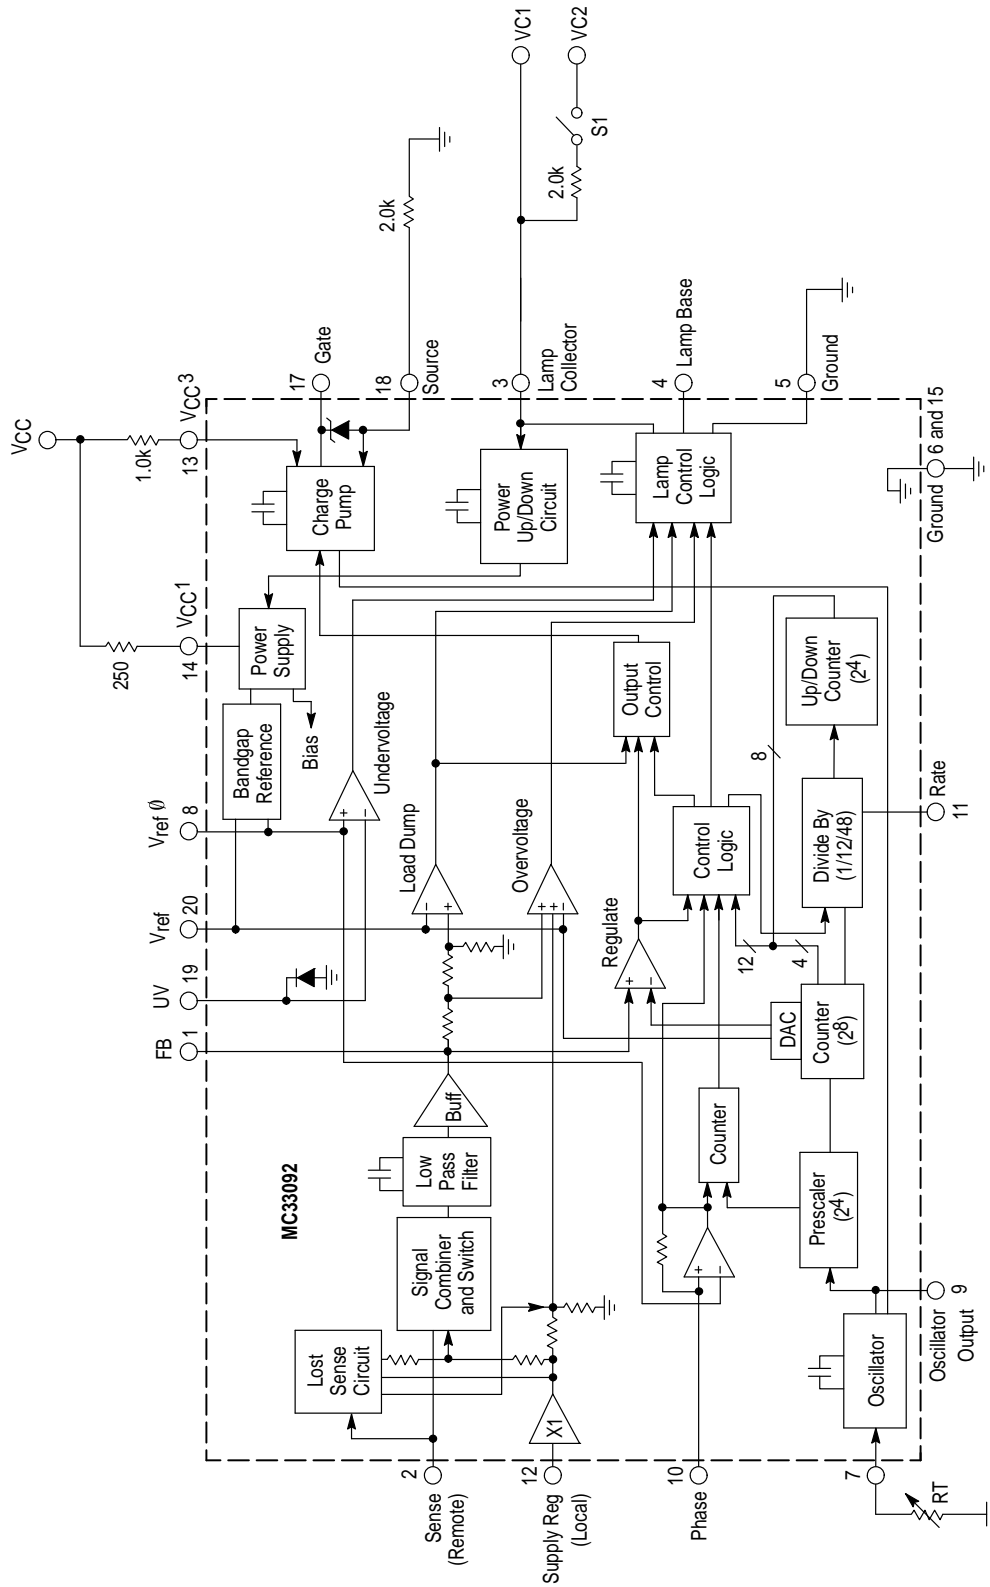 FB
1
UV
19
Vref
20
Vref Ø
8
250
14
VCC1
VCC
1.0k
13
VCC3
MC33092
2
Sense
(Remote)
12
Supply Reg
(Local)
10
Phase
7
RT
Lost
Sense
Circuit
X1
Signal
Combiner
and Switch
Low
Pass
Filter
Buff
Bandgap
Reference
Bias
Power
Supply
Charge
Pump
17
Gate
18
Source
2.0k
Undervoltage
+
–
Load Dump
–
+
Overvoltage
+
+
–
Power
Up/Down
Circuit
3
Lamp
Collector
VC1
VC2
2.0k
S1
Lamp
Control
Logic
4
Lamp Base
5
Ground
Regulate
+
–
Output
Control
Control
Logic
12
4
8
+
–
Counter
DAC
Counter
(28)
Prescaler
(24)
Divide By
(1/12/48)
Up/Down
Counter
(24)
Oscillator
Oscillator
Output
9
11
Rate
Ground
6 and 15